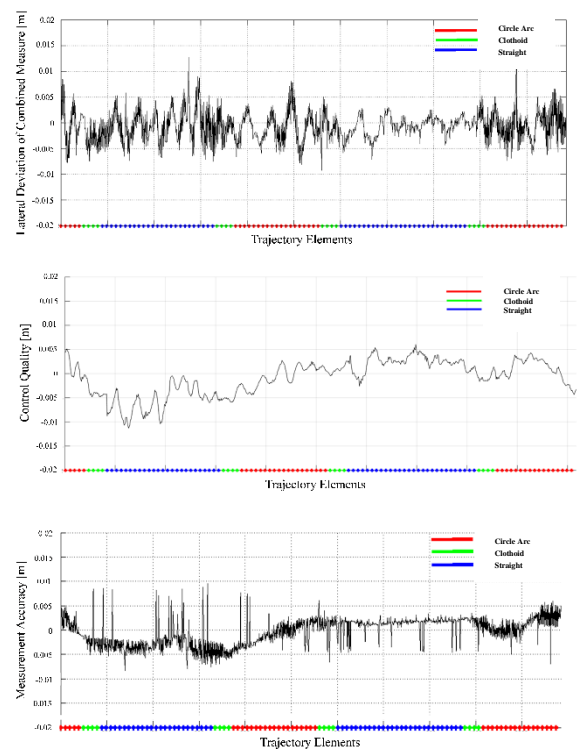 Lateral Deviation of Combined Measure [m]
0.02
0.015
0.01
0.005
0
-0.005
-0.01
-0.015
-0.02
Circle Arc
Clothoid
Straight
Trajectory Elements
Control Quality [m]
0.02
0.015
0.01
0.005
0
-0.005
-0.01
-0.015
-0.02
Circle Arc
Clothoid
Straight
Trajectory Elements
Measurement Accuracy [m]
0.02
0.015
0.01
0.005
0
0.005
-0.01
-0.015
-0.02
Circle Arc
Clothoid
Straight
Trajectory Elements